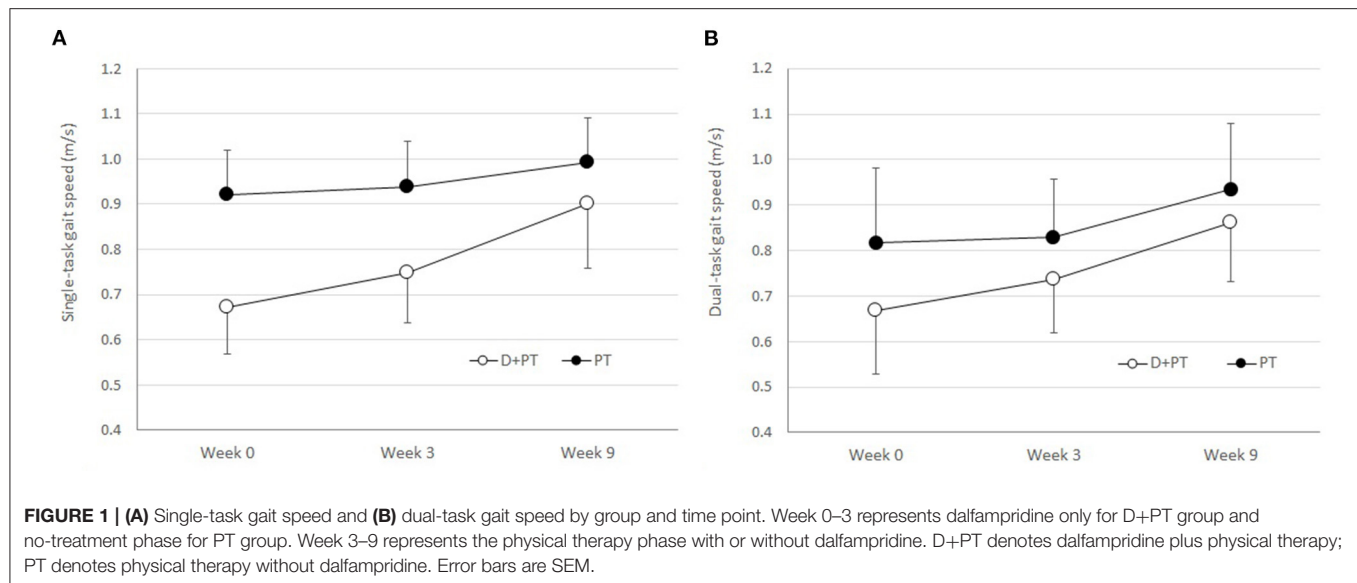 A
Single-taskgait speed (m/s)
1.2
1.1
1.0
0.9
0.8
0.7
0.6
0.5
0.4
D+PT PT
Week 0 Week 3 Week 9
B
Dual-taskgait speed (m/s)
1.2
1.1
1.0
0.9
0.8
0.7
0.6
0.5
0.4
D+PT PT
Week 0 Week 3 Week 9
FIGURE 1 | (A) Single-task gait speed and (B) dual-task gait speed by group and time point. Week 0–3 represents dalfampridine only for D+PT group and
no-treatment phase for PT group. Week 3–9 represents the physical therapy phase with or without dalfampridine. D+PT denotes dalfampridine plus physical therapy;
PT denotes physical therapy without dalfampridine. Error bars are SEM.